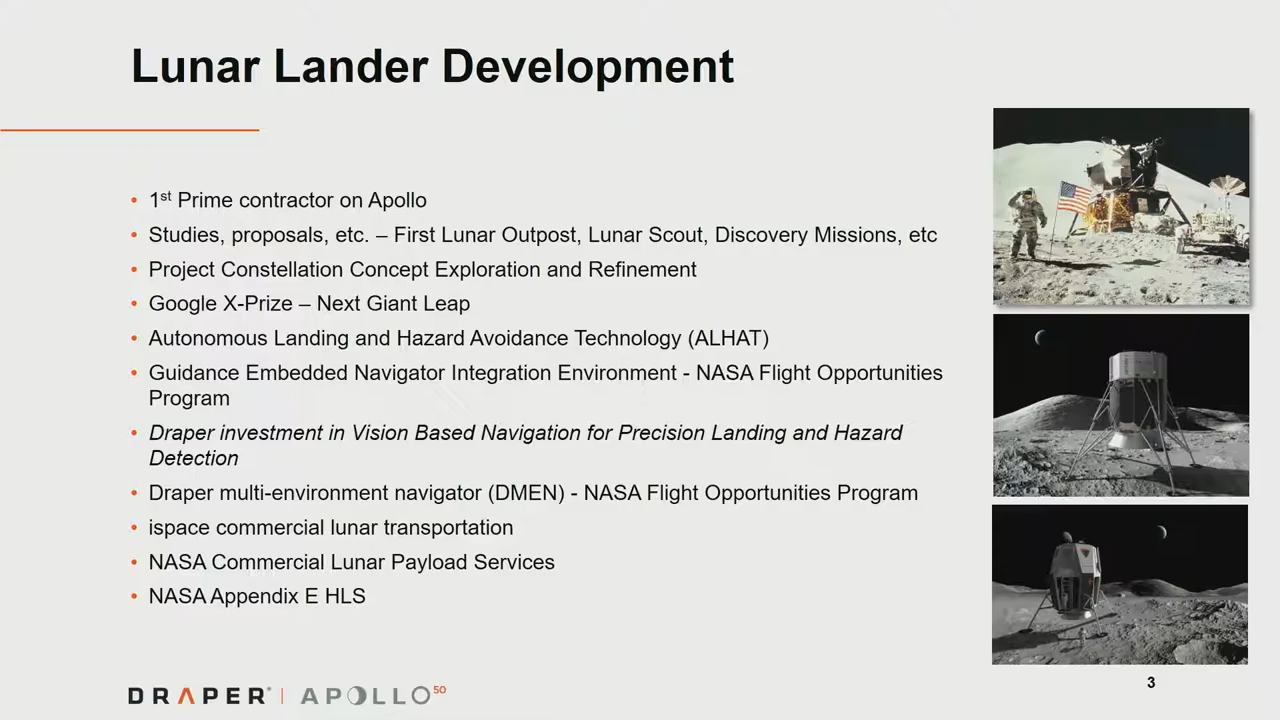 Lunar Lander Development
• 1st Prime contractor on Apollo
• Studies, proposals, etc. – First Lunar Outpost, Lunar Scout, Discovery Missions, etc
• Project Constellation Concept Exploration and Refinement
• Google X-Prize – Next Giant Leap
• Autonomous Landing and Hazard Avoidance Technology (ALHAT)
• Guidance Embedded Navigator Integration Environment - NASA Flight Opportunities
Program
• Draper investment in Vision Based Navigation for Precision Landing and Hazard
Detection
• Draper multi-environment navigator (DMEN) - NASA Flight Opportunities Program
• ispace commercial lunar transportation
• NASA Commercial Lunar Payload Services
• NASA Appendix E HLS
DRAPER® | APOLLO50
3